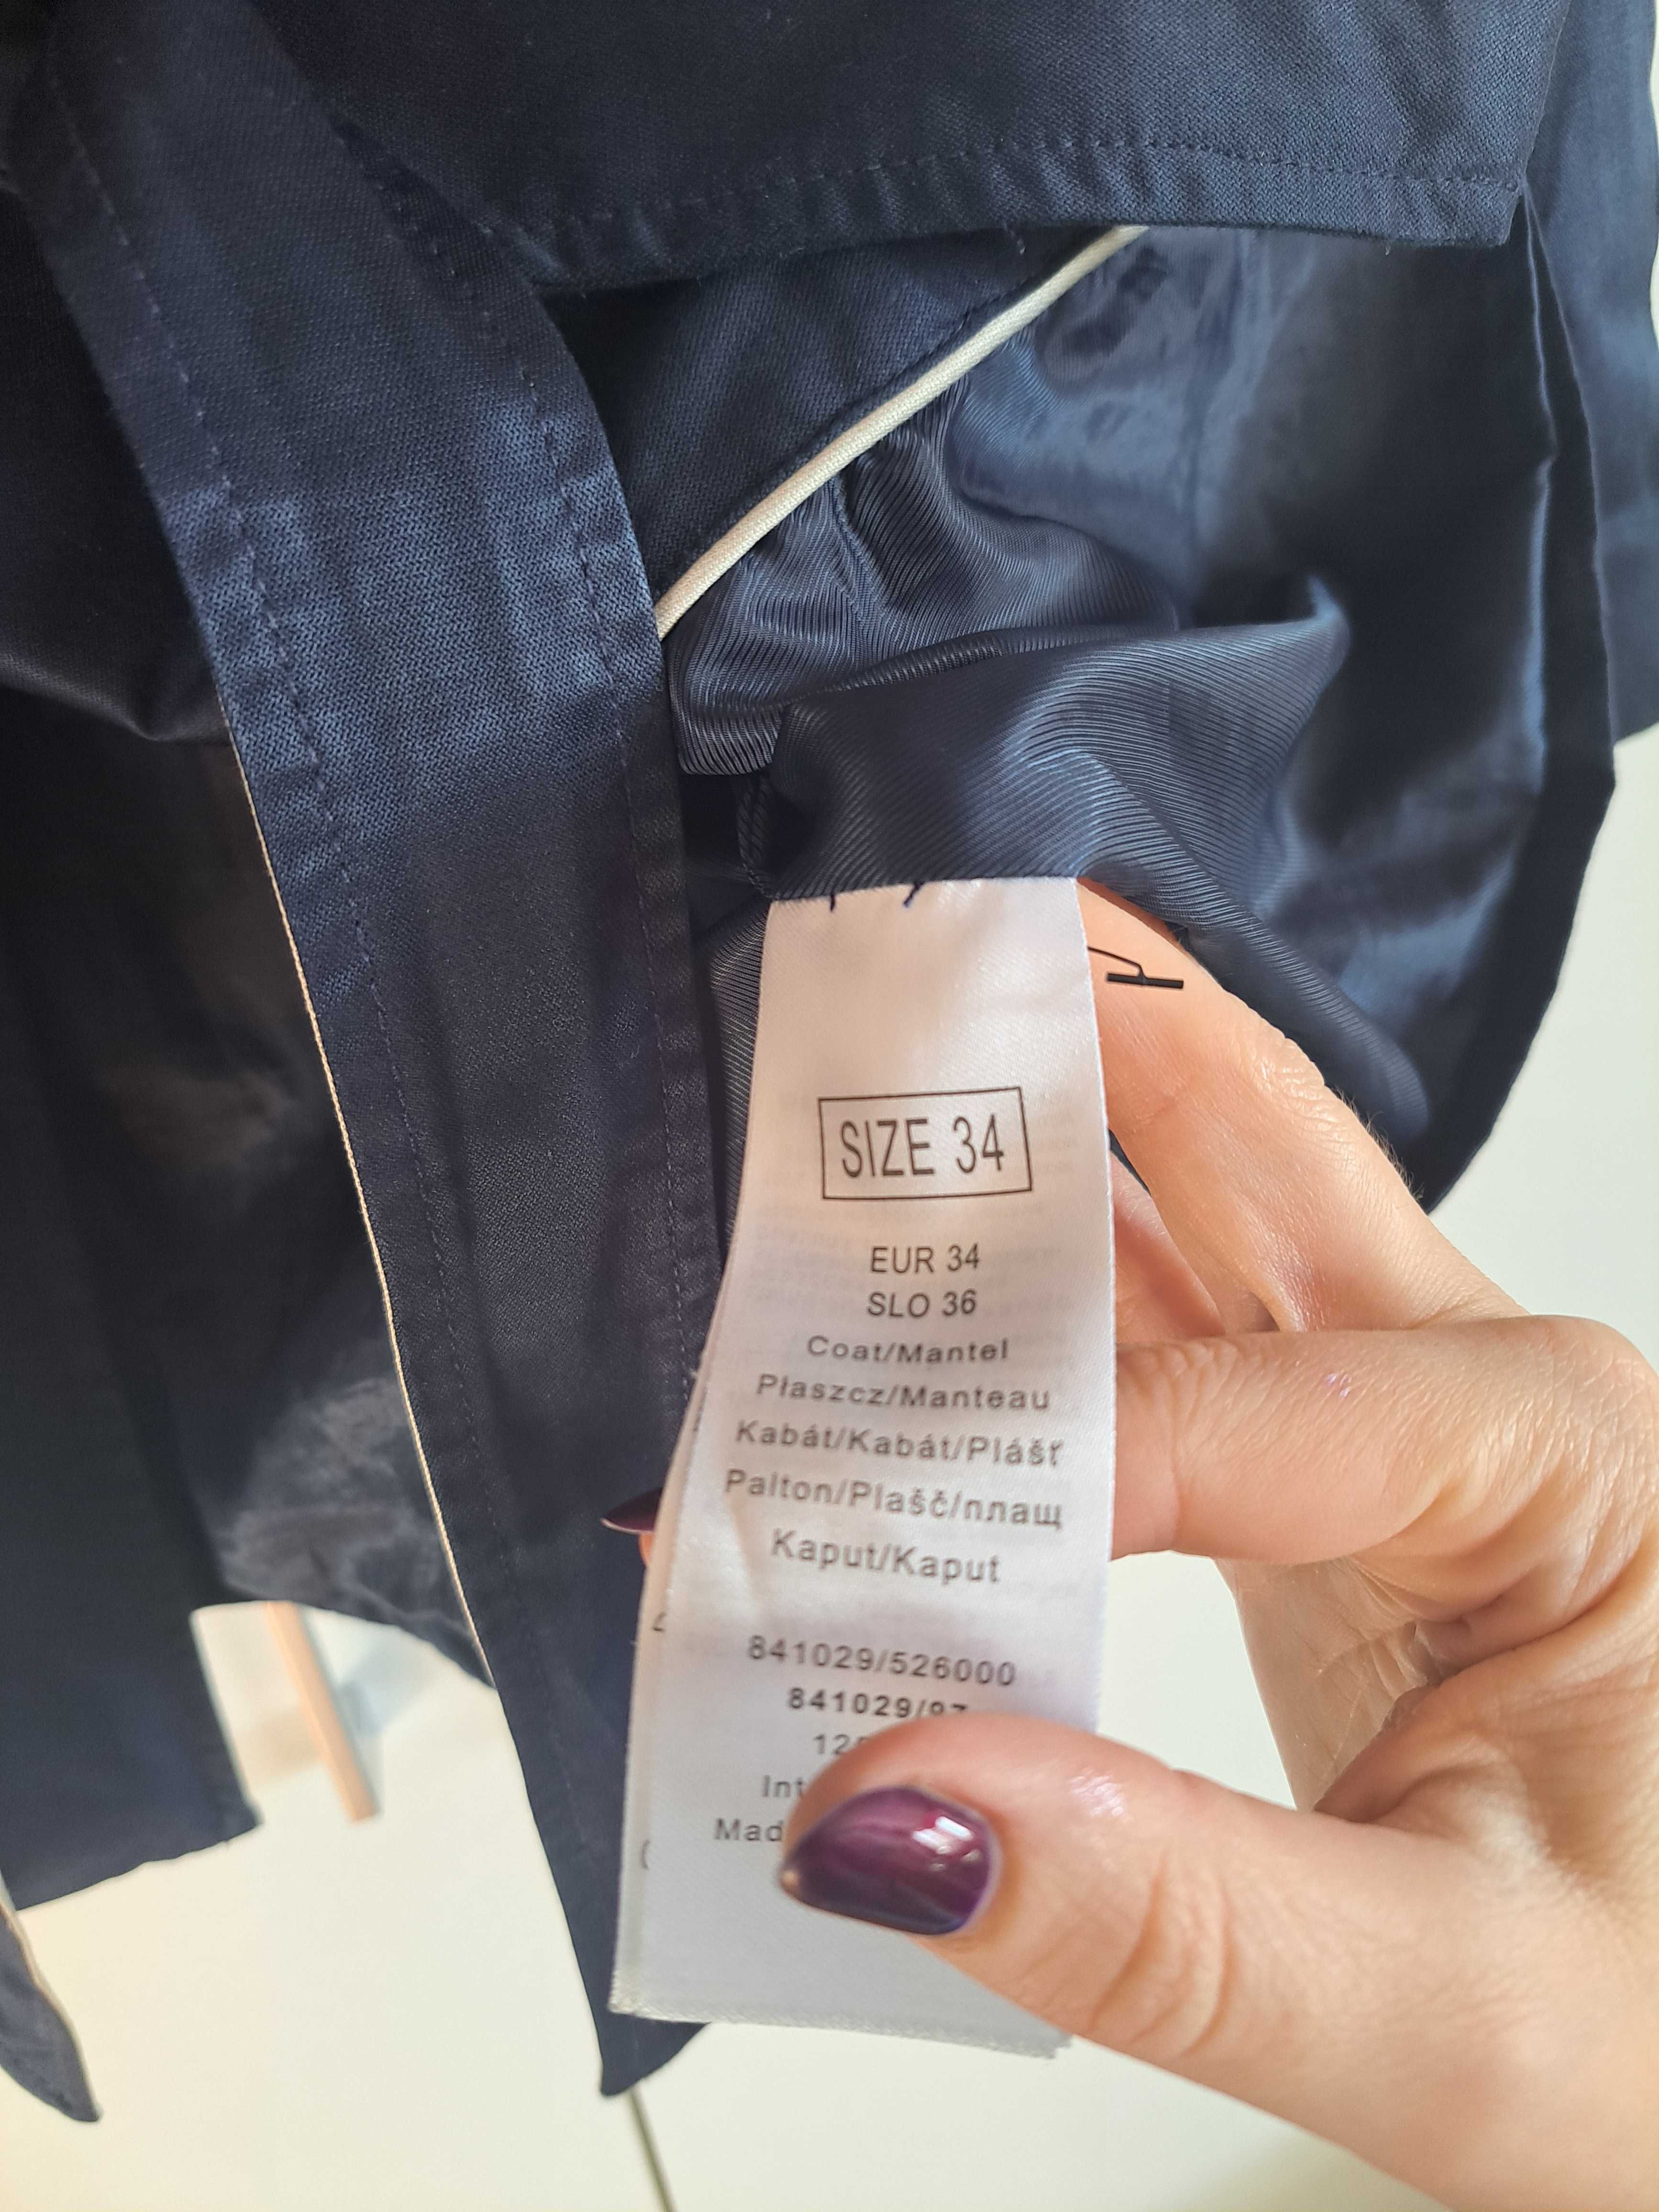 SIZE 34
EUR 34
SLO 36
Coat/Mantel
Płaszcz/Manteau
Kabát/Kabát/Plášť
Palton/Plašč/плащ
Kaput/Kaput
841029/526000